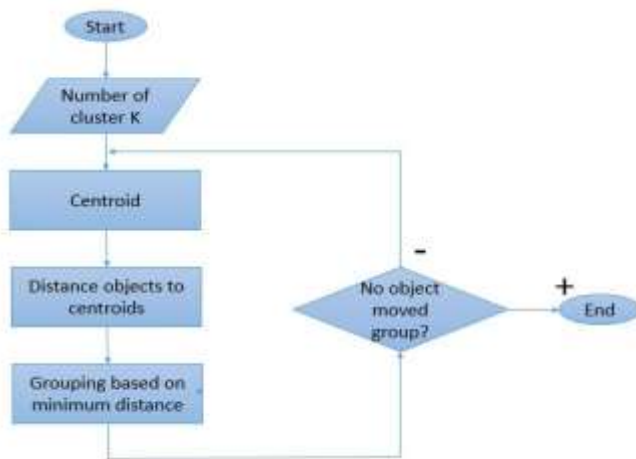 Start
Number of
cluster K
Centroid
Distance objects to
centroids
Grouping based on
minimum distance
-
No object
moved
group?
+
End